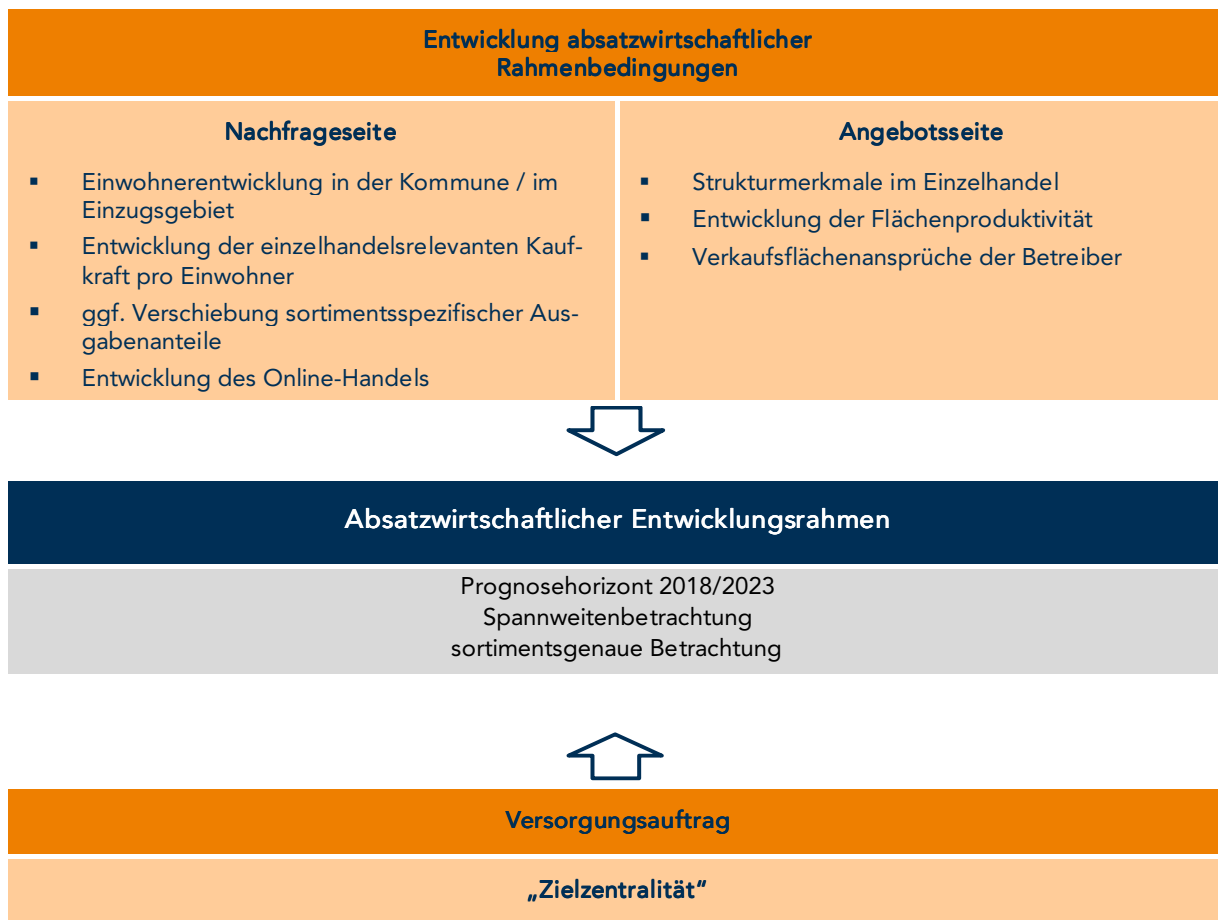 Entwicklung absatzwirtschaftlicher
Rahmenbedingungen
Nachfrageseite
▪ Einwohnerentwicklung in der Kommune / im
Einzugsgebiet
▪ Entwicklung der einzelhandelsrelevanten Kauf-
kraft pro Einwohner
▪ ggf. Verschiebung sortimentsspezifischer Aus-
gabenanteile
▪ Entwicklung des Online-Handels
Angebotsseite
▪ Strukturmerkmale im Einzelhandel
▪ Entwicklung der Flächenproduktivität
▪ Verkaufsflächenansprüche der Betreiber
Absatzwirtschaftlicher Entwicklungsrahmen
Prognosehorizont 2018/2023
Spannweitenbetrachtung
sortimentsgenaue Betrachtung
Versorgungsauftrag
„Zielzentralität“